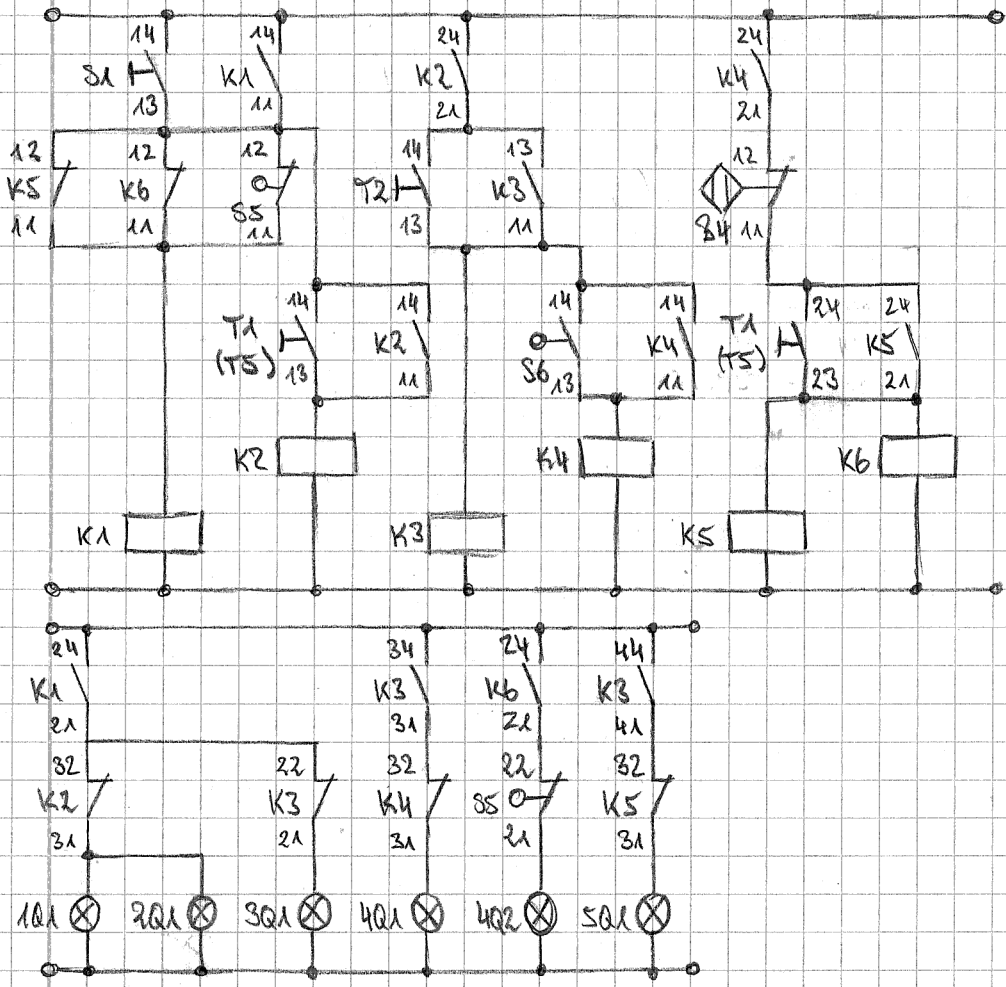 14 14 24 24
S1 K1 K2 K4
13 11 21 21
12 12 12 14 13 12
K5 K6 S5 T2 K3 B4
11 11 11 13 11 11
14 14 14 14 24 24
T1 K2 S6 K4 T1 K5
(T5) (T5)
13 11 13 11 23 21
K2 K4 K6
K1 K3 K5
24 34 24 44
K1 K3 K6 K3
21 31 21 41
32 22 32 22 32
K2 K3 K4 S5 K5
31 21 31 21 31
1Q1 2Q1 3Q1 4Q1 4Q2 5Q1